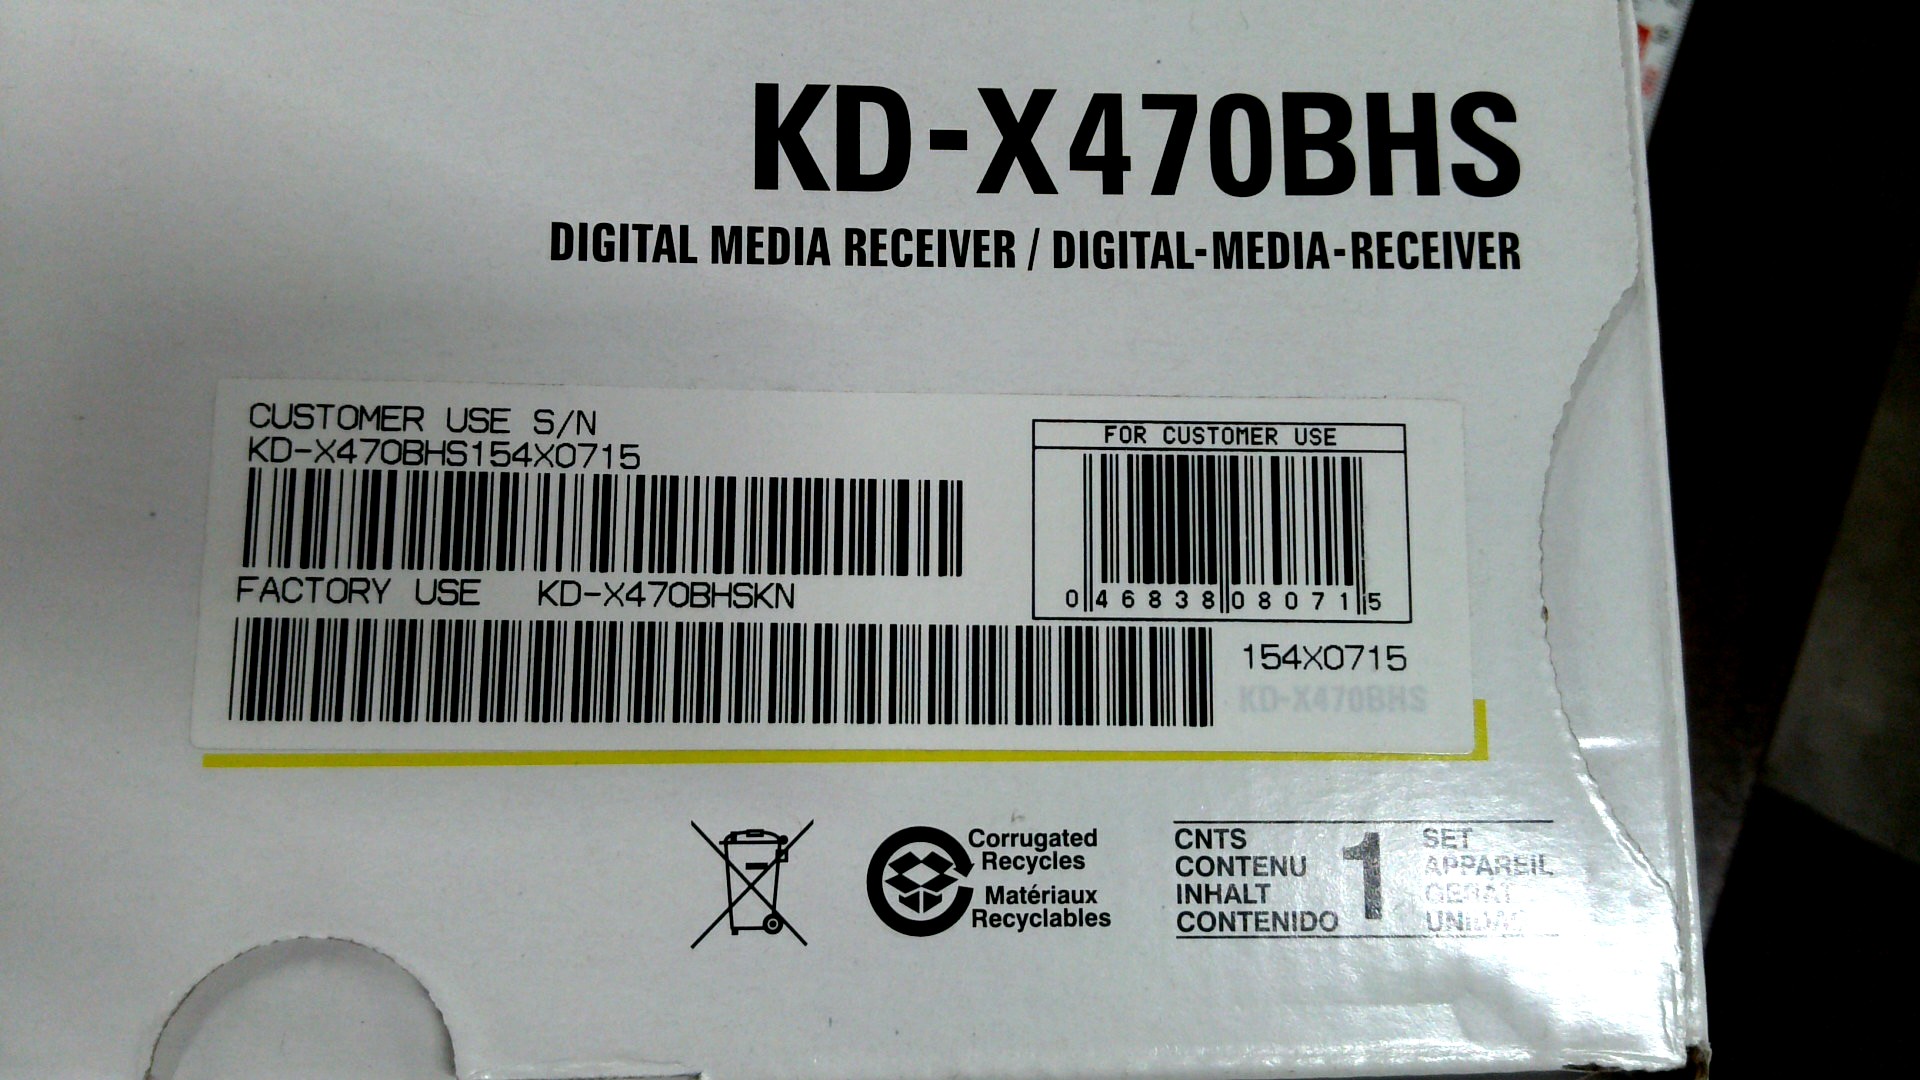 KD-X470BHS
DIGITAL MEDIA RECEIVER / DIGITAL-MEDIA-RECEIVER
CUSTOMER USE S/N
KD-X470BHS154X0715
FOR CUSTOMER USE
0 46838 08071 5
FACTORY USE KD-X470BHSKN
154X0715
KD-X470BHS
Corrugated
Recycles
Matériaux
Recyclables
CNTS
CONTENU
INHALT
CONTENIDO
1
SET
APPAREIL
GERÄT